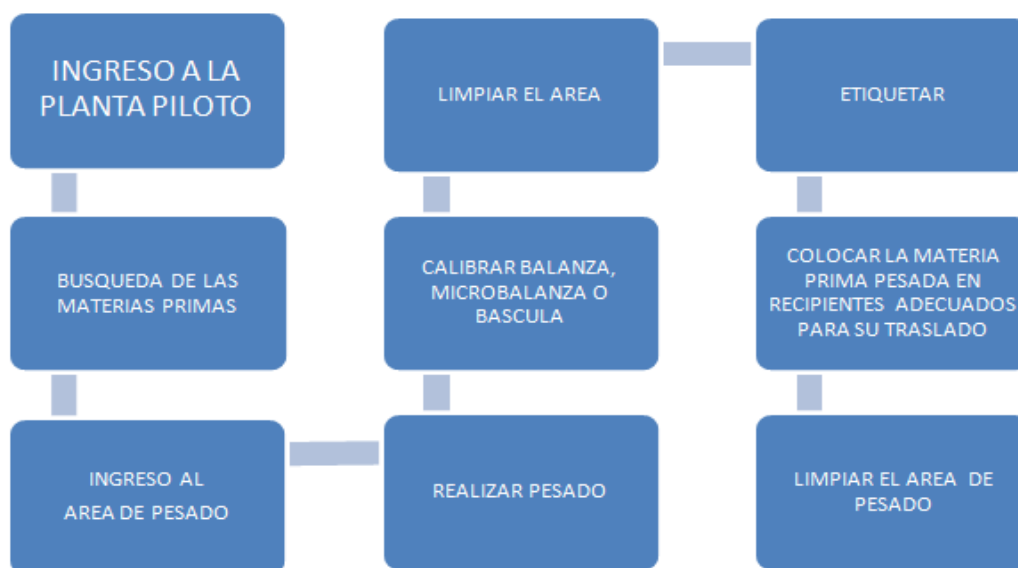 INGRESO A LA
PLANTA PILOTO
BUSQUEDA DE LAS
MATERIAS PRIMAS
INGRESO AL
AREA DE PESADO
REALIZAR PESADO
CALIBRAR BALANZA,
MICROBALANZA O
BASCULA
LIMPIAR EL AREA
ETIQUETAR
COLOCAR LA MATERIA
PRIMA PESADA EN
RECIPIENTES ADECUADOS
PARA SU TRASLADO
LIMPIAR EL AREA DE
PESADO